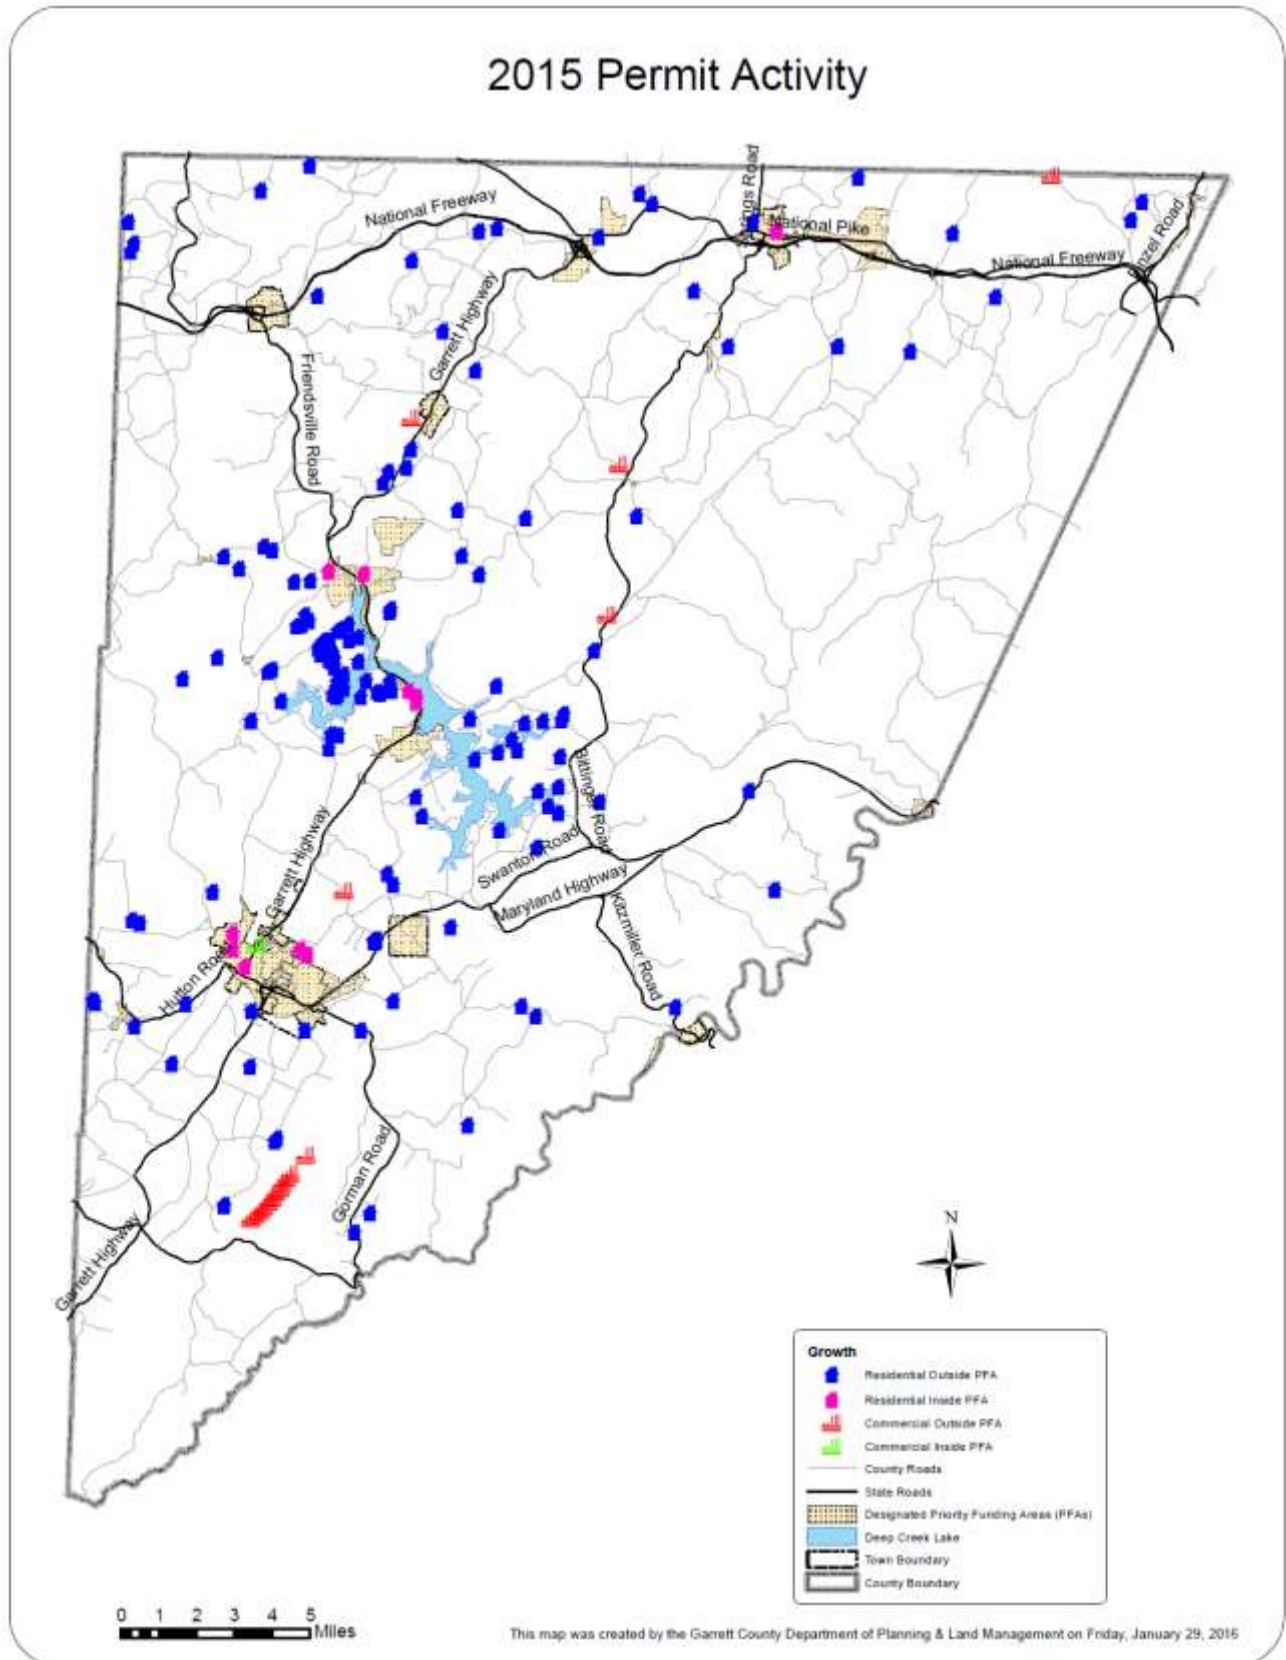 2015 Permit Activity
National Freeway
National Pike
National Freeway
Garrett Highway
Friendsville Road
Garrett Highway
Swanton Road
Maryland Highway
Kitzmiller Road
Hutton Road
Gorman Road
Garrett Highway
N
Growth
Residential Outside PFA
Residential Inside PFA
Commercial Outside PFA
Commercial Inside PFA
County Roads
State Roads
Designated Priority Funding Areas (PFAs)
Deep Creek Lake
Town Boundary
County Boundary
0 1 2 3 4 5
Miles
This map was created by the Garrett County Department of Planning & Land Management on Friday, January 29, 2016